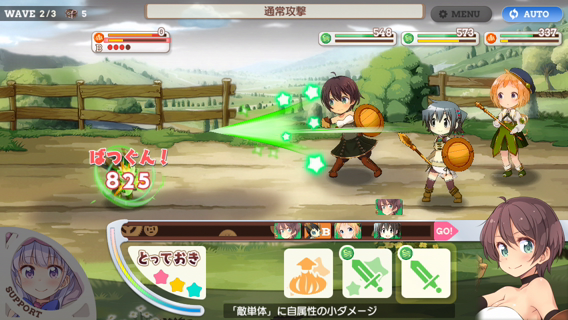 WAVE 2/3 5
通常攻撃
MENU
AUTO
0
B
548
573
337
ばつぐん！
825
B
GO!
とっておき
SUPPORT
「敵単体」に自属性の小ダメージ